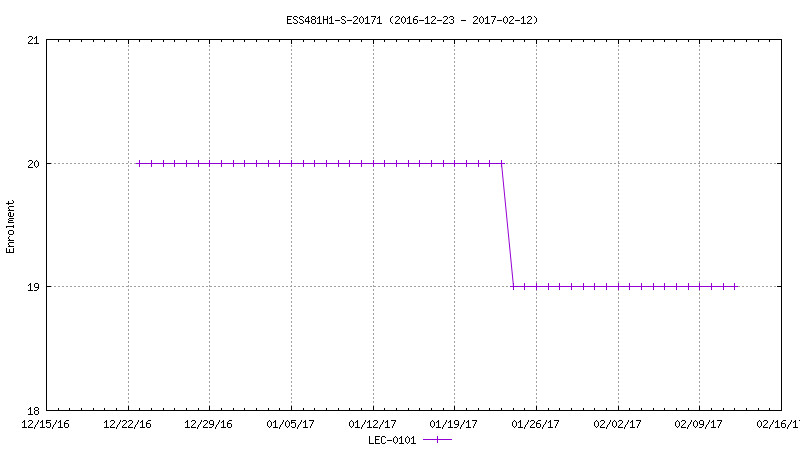 ESS481H1-S-20171 (2016-12-23 - 2017-02-12)
21
20
19
18
Enrolment
12/15/16 12/22/16 12/29/16 01/05/17 01/12/17 01/19/17 01/26/17 02/02/17 02/09/17 02/16/17
LEC-0101